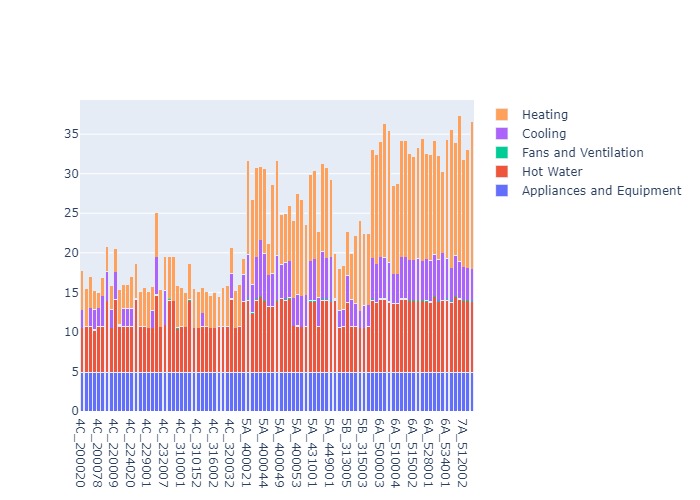 Heating
Cooling
Fans and Ventilation
Hot Water
Appliances and Equipment
35
30
25
20
15
10
5
0
4C_200020
4C_200078
4C_220009
4C_224020
4C_229001
4C_232007
4C_310001
4C_310152
4C_316002
4C_320032
5A_400021
5A_400044
5A_400049
5A_400053
5A_431001
5A_449001
5B_313005
5B_315003
6A_500003
6A_510004
6A_515002
6A_528001
6A_534001
7A_512002